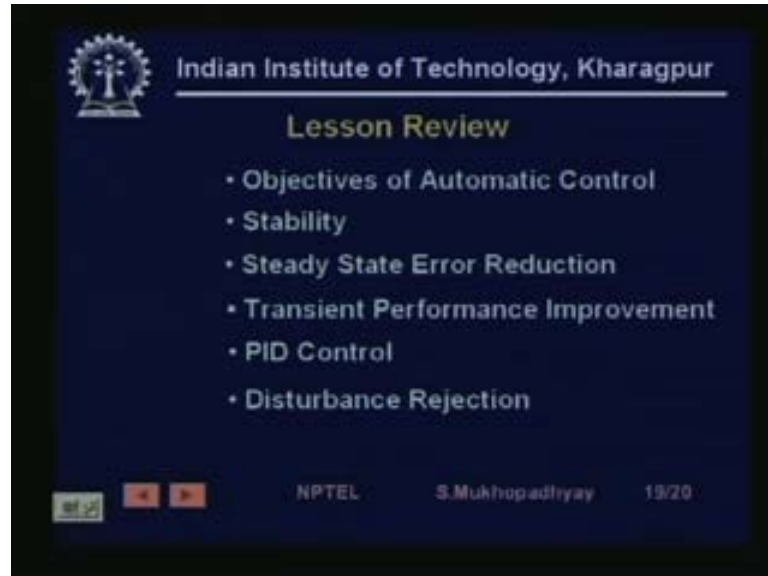 Indian Institute of Technology, Kharagpur
Lesson Review
• Objectives of Automatic Control
• Stability
• Steady State Error Reduction
• Transient Performance Improvement
• PID Control
• Disturbance Rejection
NPTEL S.Mukhopadhyay 19/20